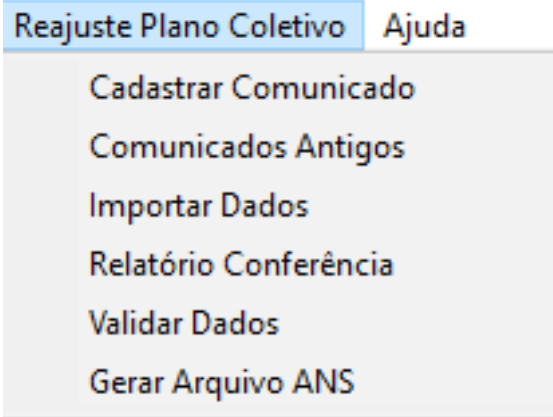 Reajuste Plano Coletivo Ajuda
Cadastrar Comunicado
Comunicados Antigos
Importar Dados
Relatório Conferência
Validar Dados
Gerar Arquivo ANS